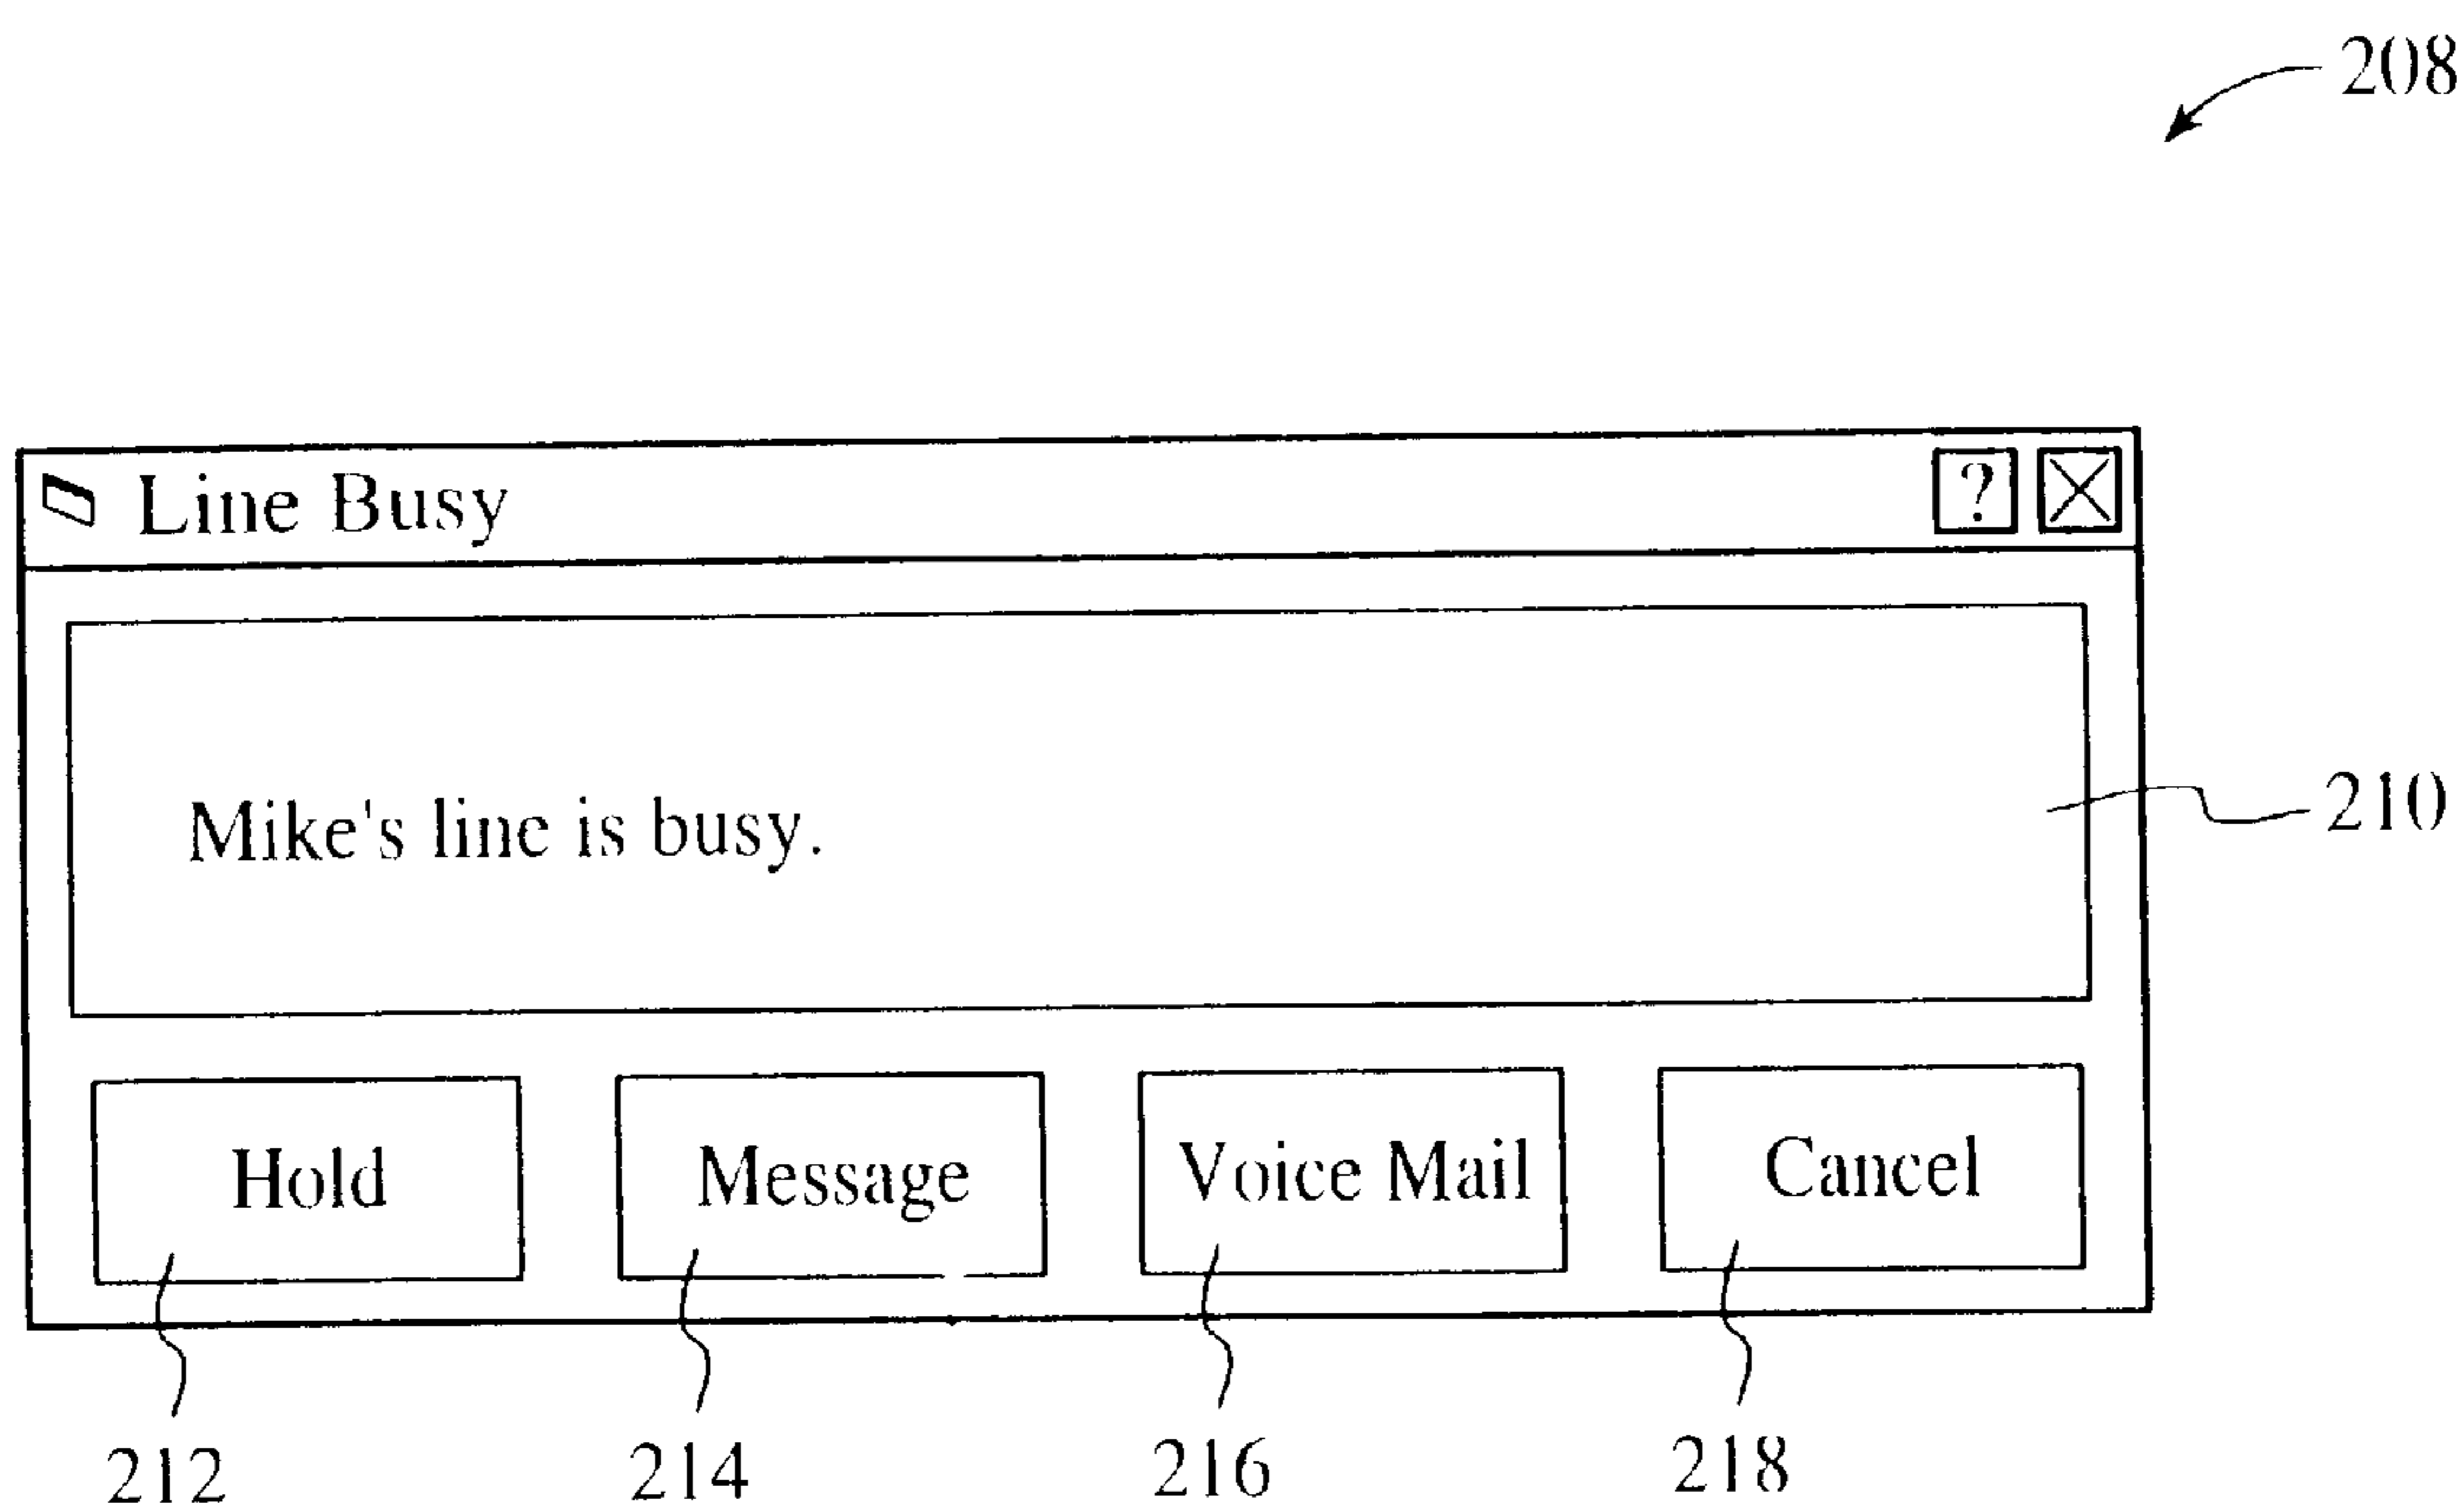 208
Line Busy ? X
Mike's line is busy.
210
Hold Message Voice Mail Cancel
212 214 216 218